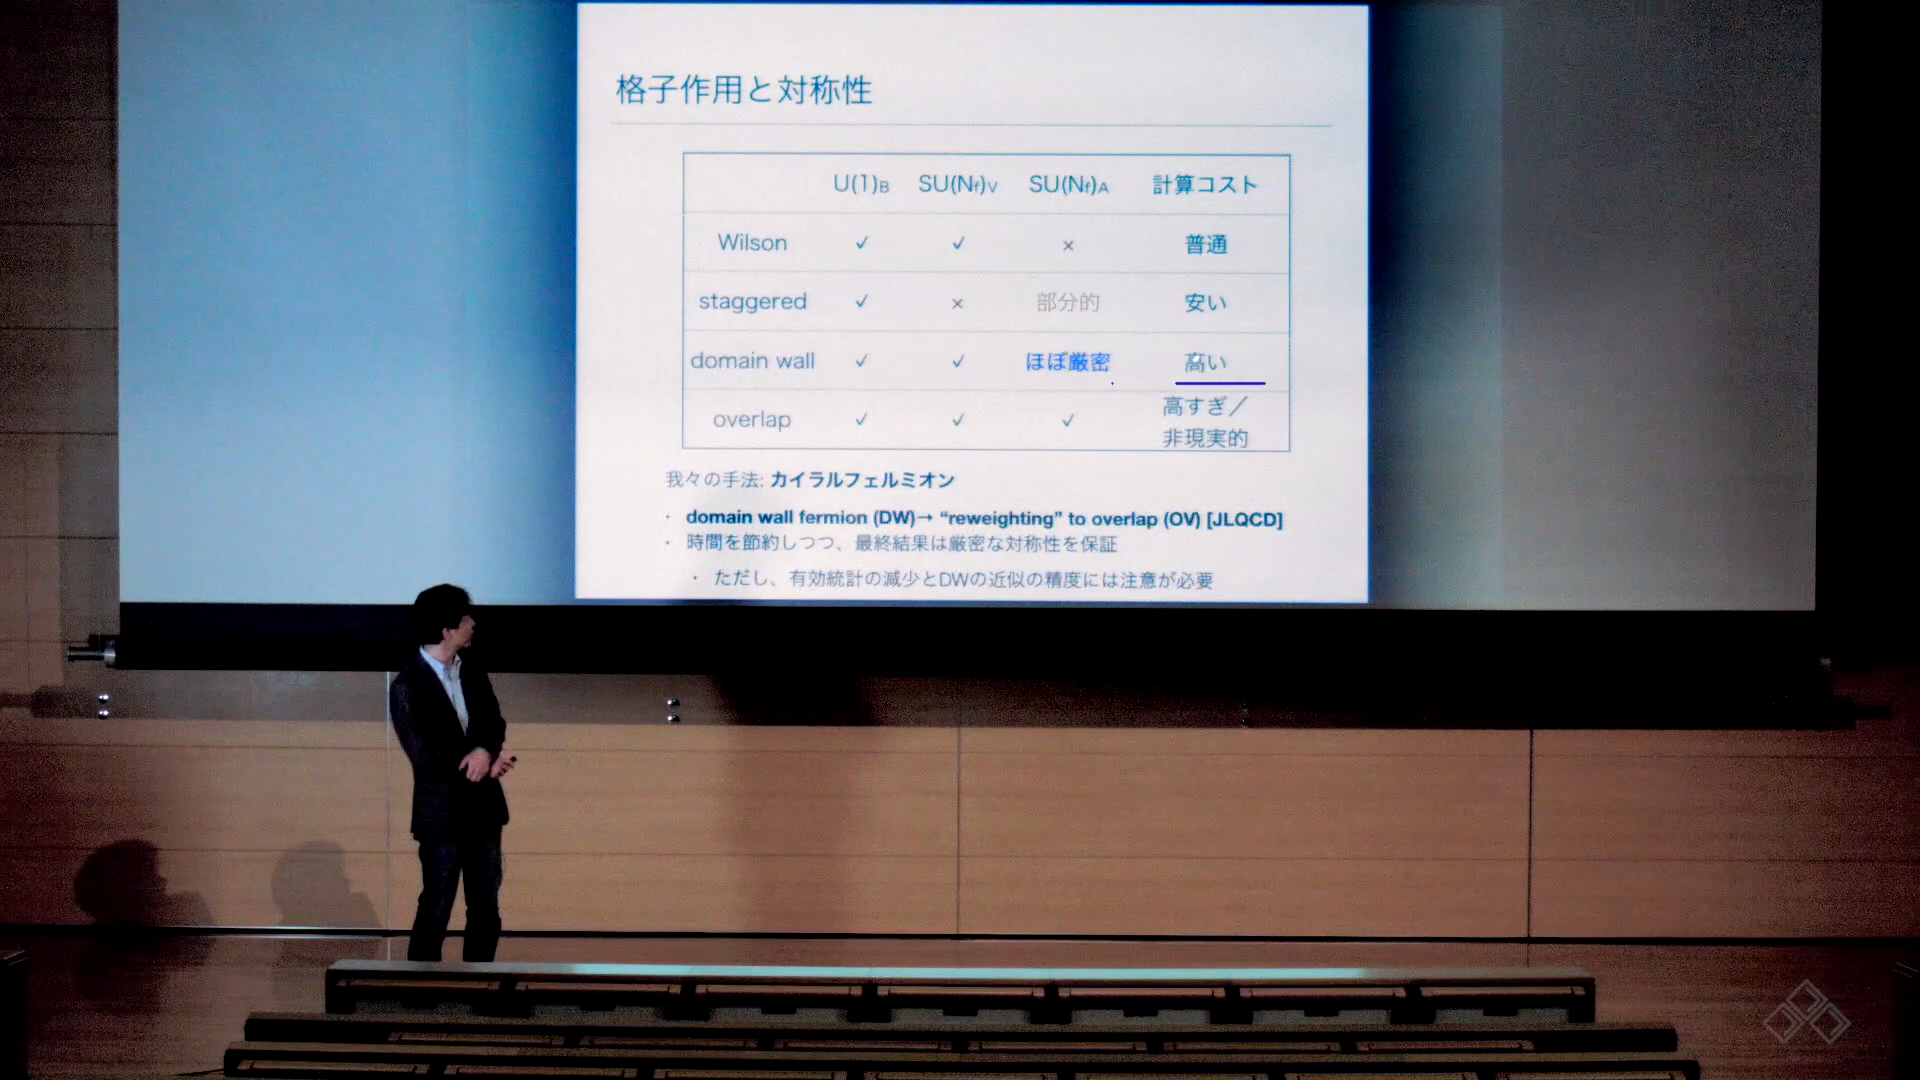 格子作用と対称性
U(1)B SU(Nf)V SU(Nf)A 計算コスト
Wilson ✓ ✓ × 普通
staggered ✓ × 部分的 安い
domain wall ✓ ✓ ほぼ厳密 高い
overlap ✓ ✓ ✓ 高すぎ／
非現実的
我々の手法: カイラルフェルミオン
・ domain wall fermion (DW)→ “reweighting” to overlap (OV) [JLQCD]
・ 時間を節約しつつ、最終結果は厳密な対称性を保証
・ ただし、有効統計の減少とDWの近似の精度には注意が必要